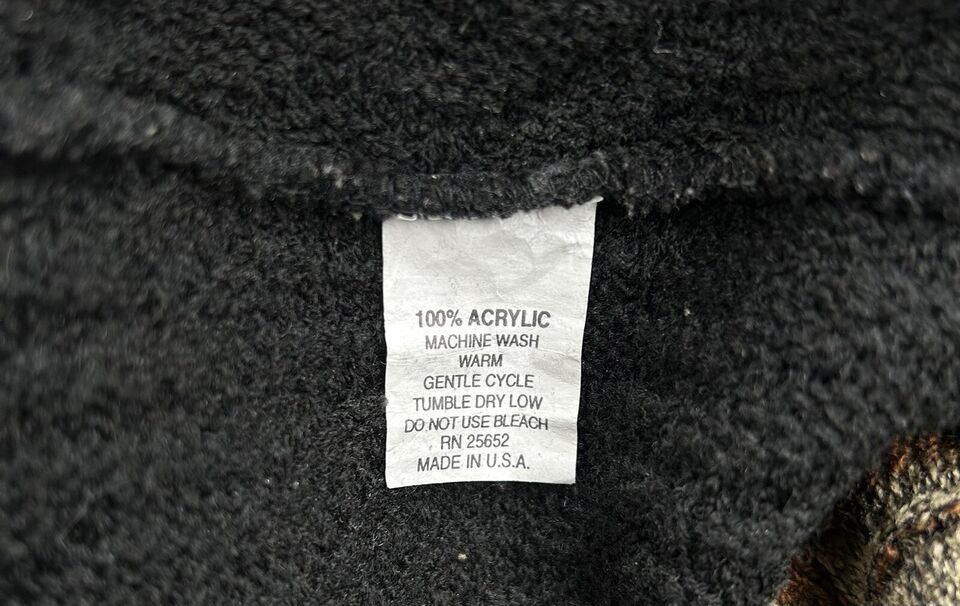 100% ACRYLIC
MACHINE WASH
WARM
GENTLE CYCLE
TUMBLE DRY LOW
DO NOT USE BLEACH
RN 25652
MADE IN U.S.A.